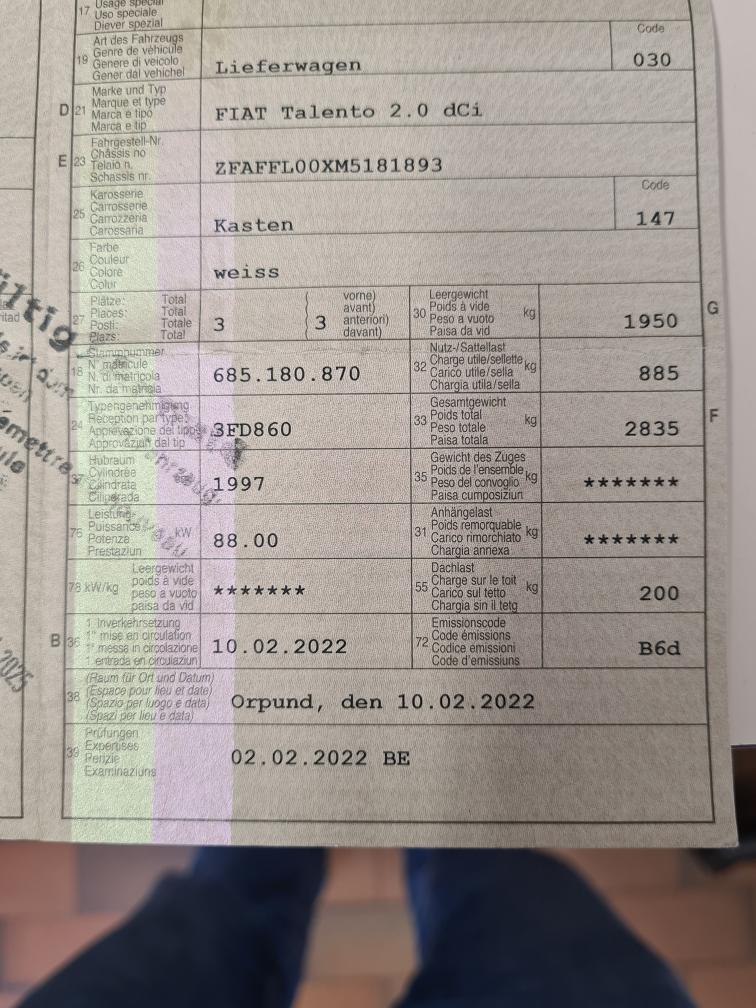 17 Usage special
Uso speciale
Diever spezial
19
Art des Fahrzeugs
Genre de véhicule
Genere di veicolo
Gener dal vehichel
Lieferwagen
Code
030
D 21
Marke und Typ
Marque et type
Marca e tipo
Marca e tip
FIAT Talento 2.0 dCi
E 23
Fahrgestell-Nr.
Châssis no
Telaio n.
Schassis nr.
ZFAFFL00XM5181893
25
Karosserie
Carrosserie
Carrozzeria
Carossaria
Kasten
Code
147
26
Farbe
Couleur
Colore
Colur
weiss
27
Plätze: Total
Places: Total
Posti: Totale
Plazs: Total
3
( 3
vorne)
avant)
anteriori)
davant)
30
Leergewicht
Poids à vide kg
Peso a vuoto
Paisa da vid
1950
G
18
Stammnummer
N° matricule
N. di matricola
Nr. da matricla
685.180.870
32
Nutz-/Sattellast
Charge utile/sellette kg
Carico utile/sella
Chargia utila/sella
885
24
Typengenehmigung
Réception par type
Approvazione del tipo
Approvaziun dal tip
3FD860
33
Gesamtgewicht
Poids total kg
Peso totale
Paisa totala
2835
F
37
Hubraum
Cylindrée
Cilindrata
Cilindrada
1997
35
Gewicht des Zuges
Poids de l'ensemble kg
Peso del convoglio
Paisa cumposiziun
*******
76
Leistung
Puissance kW
Potenza
Prestaziun
88.00
31
Anhängelast
Poids remorquable kg
Carico rimorchiato
Chargia annexa
*******
78 kW/kg
Leergewicht
poids à vide
peso a vuoto
paisa da vid
*******
55
Dachlast
Charge sur le toit kg
Carico sul tetto
Chargia sin il tetg
200
B 36
1. Inverkehrsetzung
1re mise en circulation
1a messa in circolazione
1. entrada en circulaziun
10.02.2022
72
Emissionscode
Code émissions
Codice emissioni
Code d'emissiuns
B6d
38
(Raum für Ort und Datum)
(Espace pour lieu et date)
(Spazio per luogo e data)
(Spazi per lieu e data)
Orpund, den 10.02.2022
39
Prüfungen
Expertises
Perizie
Examinaziuns
02.02.2022 BE
2025